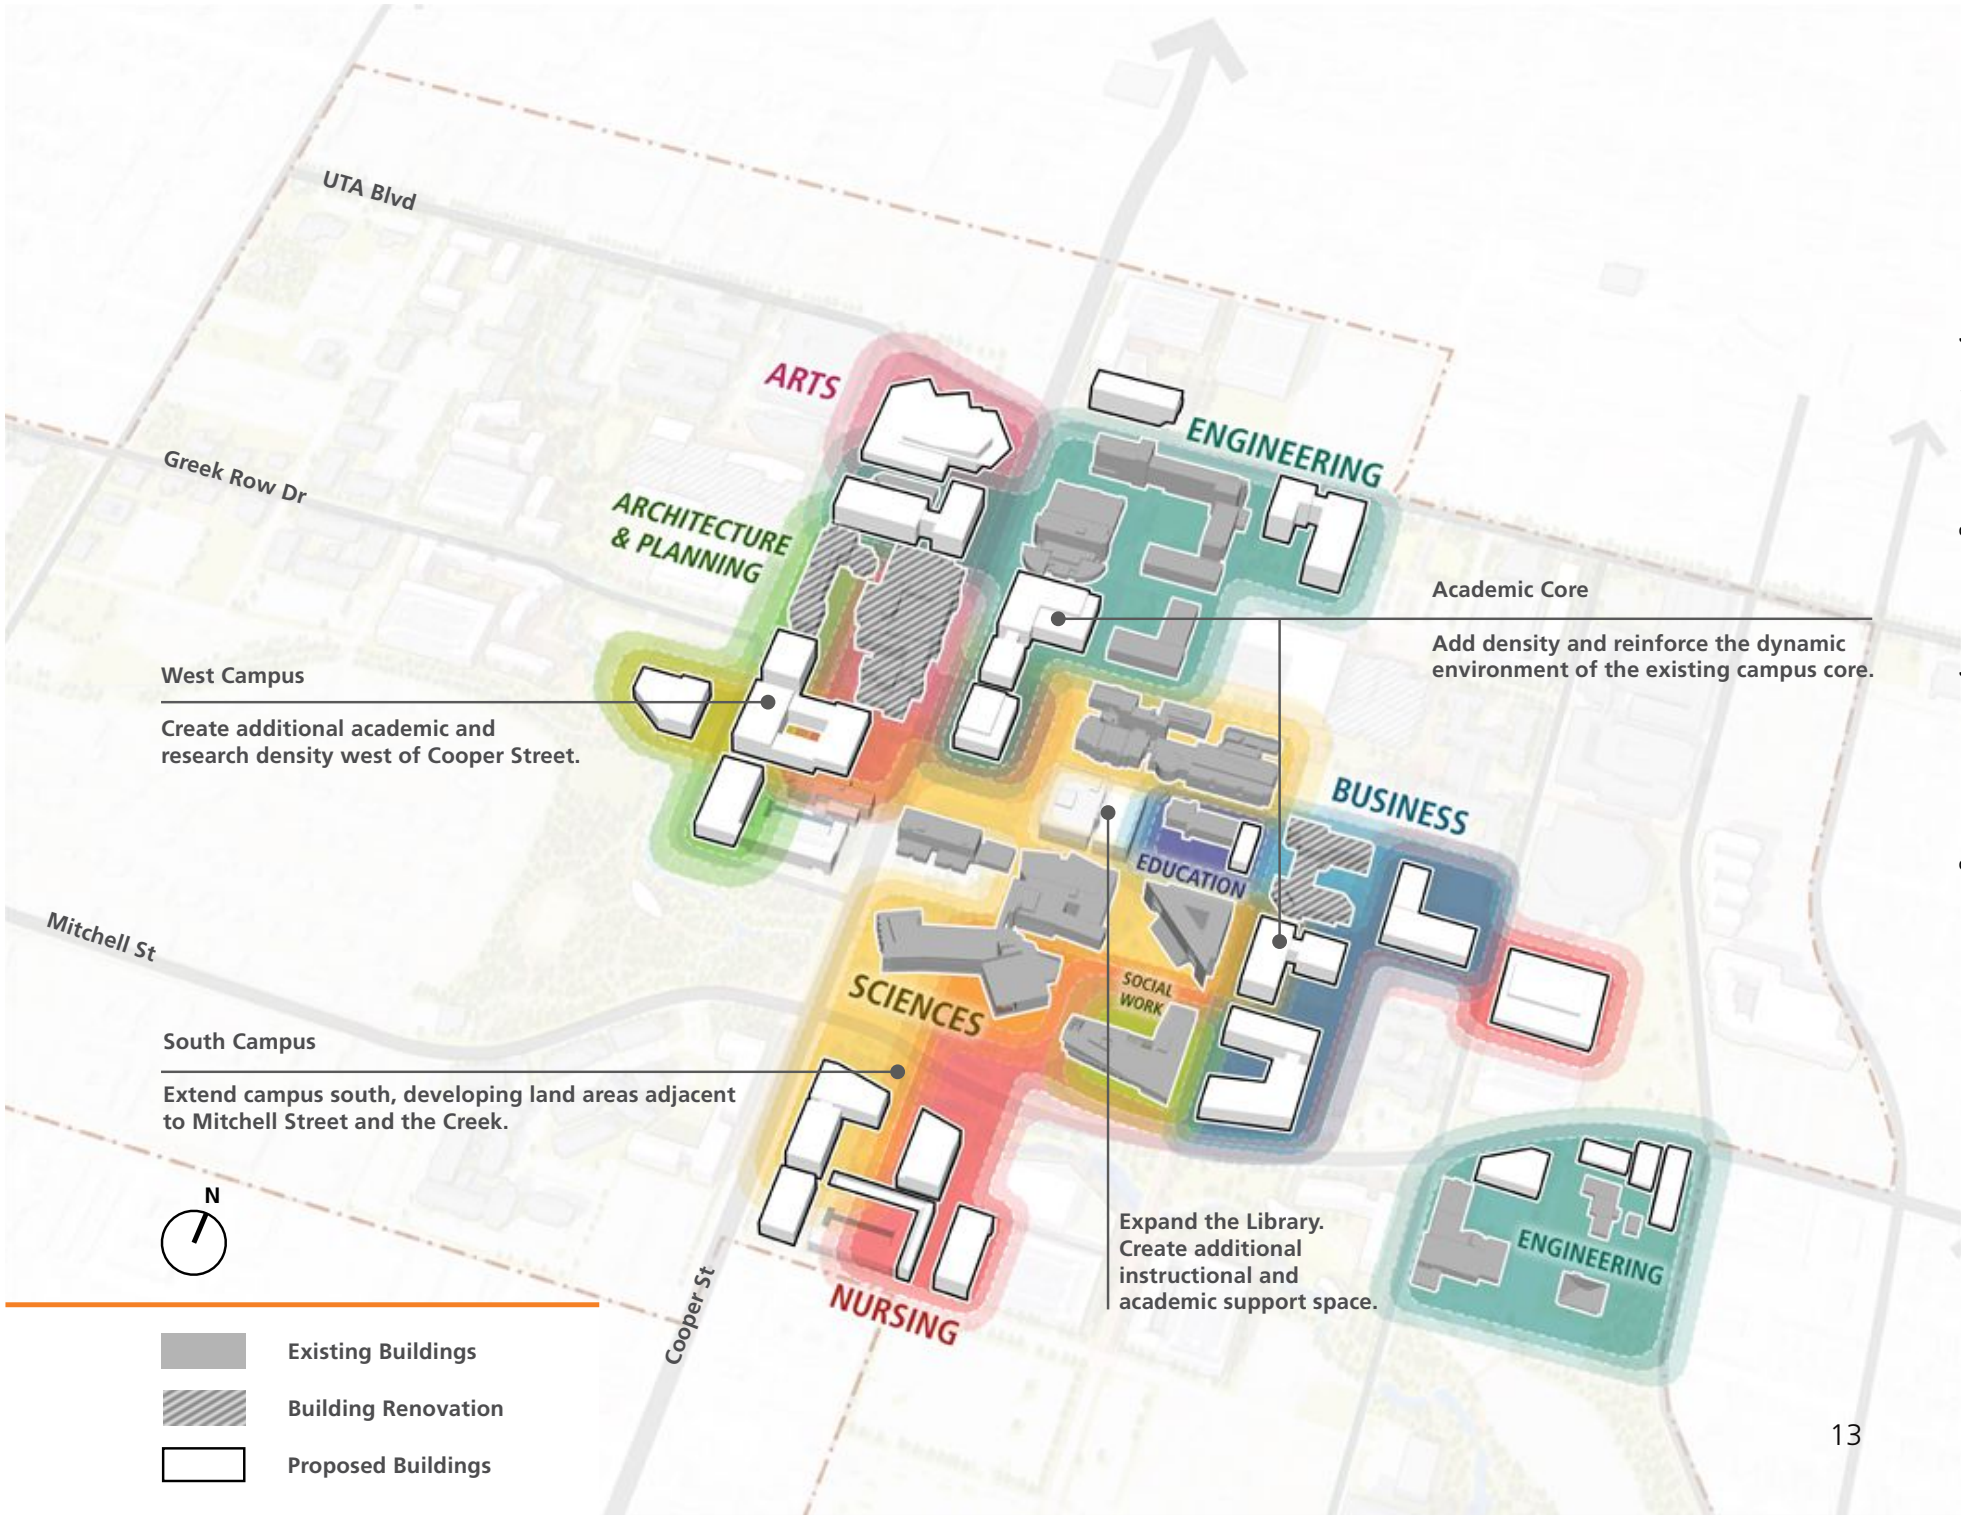 UTA Blvd
ARTS
ENGINEERING
Greek Row Dr
ARCHITECTURE
& PLANNING
Academic Core
Add density and reinforce the dynamic
environment of the existing campus core.
West Campus
Create additional academic and
research density west of Cooper Street.
BUSINESS
EDUCATION
Mitchell St
SOCIAL
WORK
SCIENCES
South Campus
Extend campus south, developing land areas adjacent
to Mitchell Street and the Creek.
N
Expand the Library.
Create additional
instructional and
academic support space.
ENGINEERING
NURSING
Cooper St
Existing Buildings
Building Renovation
Proposed Buildings
13